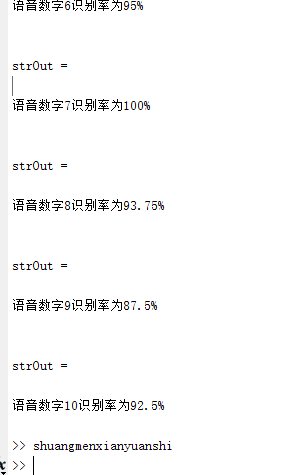 语音数字6识别率为95%
strOut =
语音数字7识别率为100%
strOut =
语音数字8识别率为93.75%
strOut =
语音数字9识别率为87.5%
strOut =
语音数字10识别率为92.5%
>> shuangmenxianyuanshi
>>